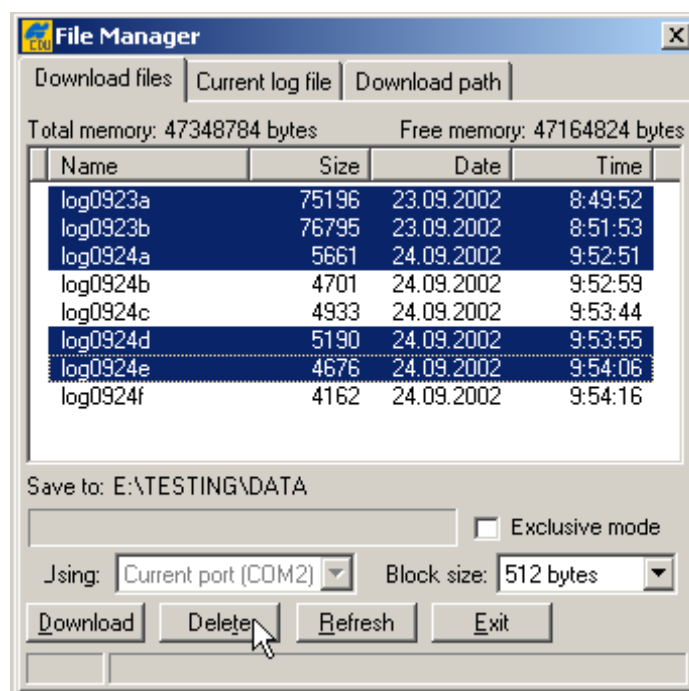 CDU File Manager
Download files Current log file Download path
Total memory: 47348784 bytes Free memory: 47164824 bytes
Name Size Date Time
log0923a 75196 23.09.2002 8:49:52
log0923b 76795 23.09.2002 8:51:53
log0924a 5661 24.09.2002 9:52:51
log0924b 4701 24.09.2002 9:52:59
log0924c 4933 24.09.2002 9:53:44
log0924d 5190 24.09.2002 9:53:55
log0924e 4676 24.09.2002 9:54:06
log0924f 4162 24.09.2002 9:54:16
Save to: E:\TESTING\DATA
Exclusive mode
Using: Current port (COM2) Block size: 512 bytes
Download Delete Refresh Exit